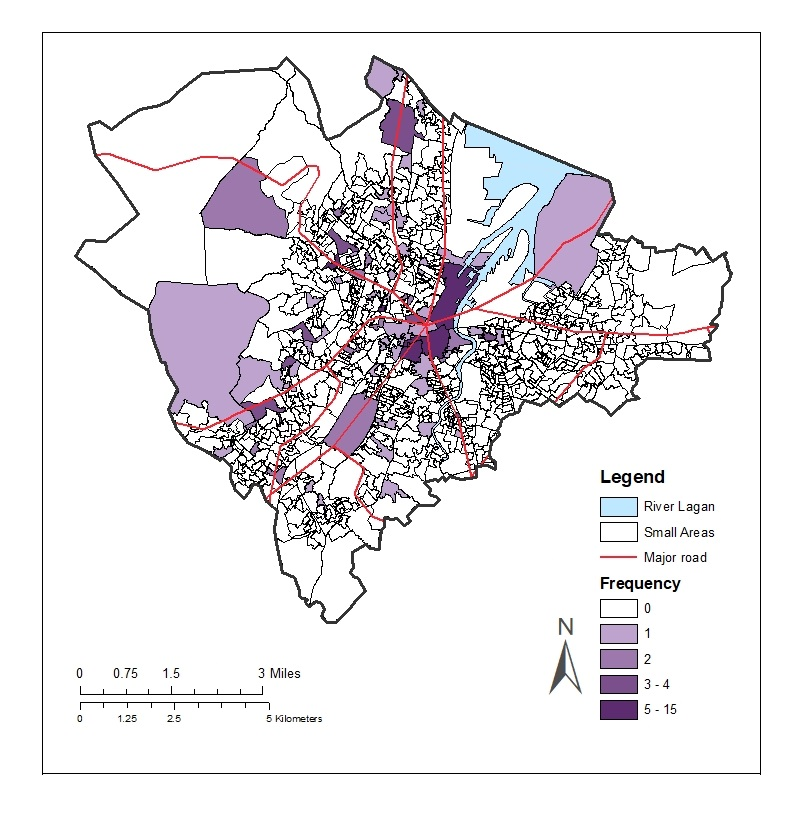 Legend
River Lagan
Small Areas
Major road
Frequency
0
1
2
3 - 4
5 - 15
N
0 0.75 1.5 3 Miles
0 1.25 2.5 5 Kilometers